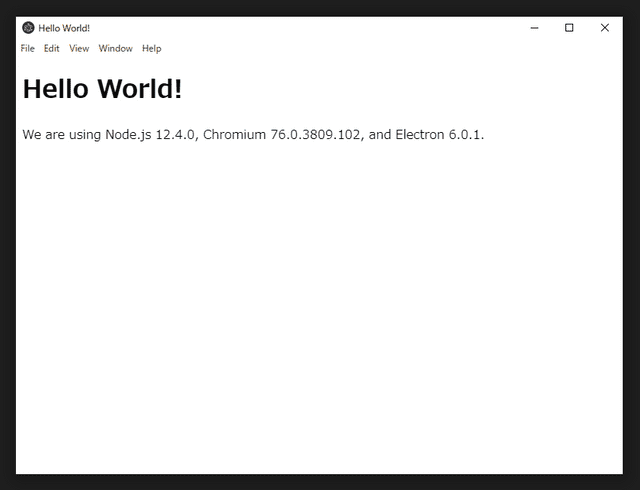 Hello World!
File Edit View Window Help
Hello World!
We are using Node.js 12.4.0, Chromium 76.0.3809.102, and Electron 6.0.1.